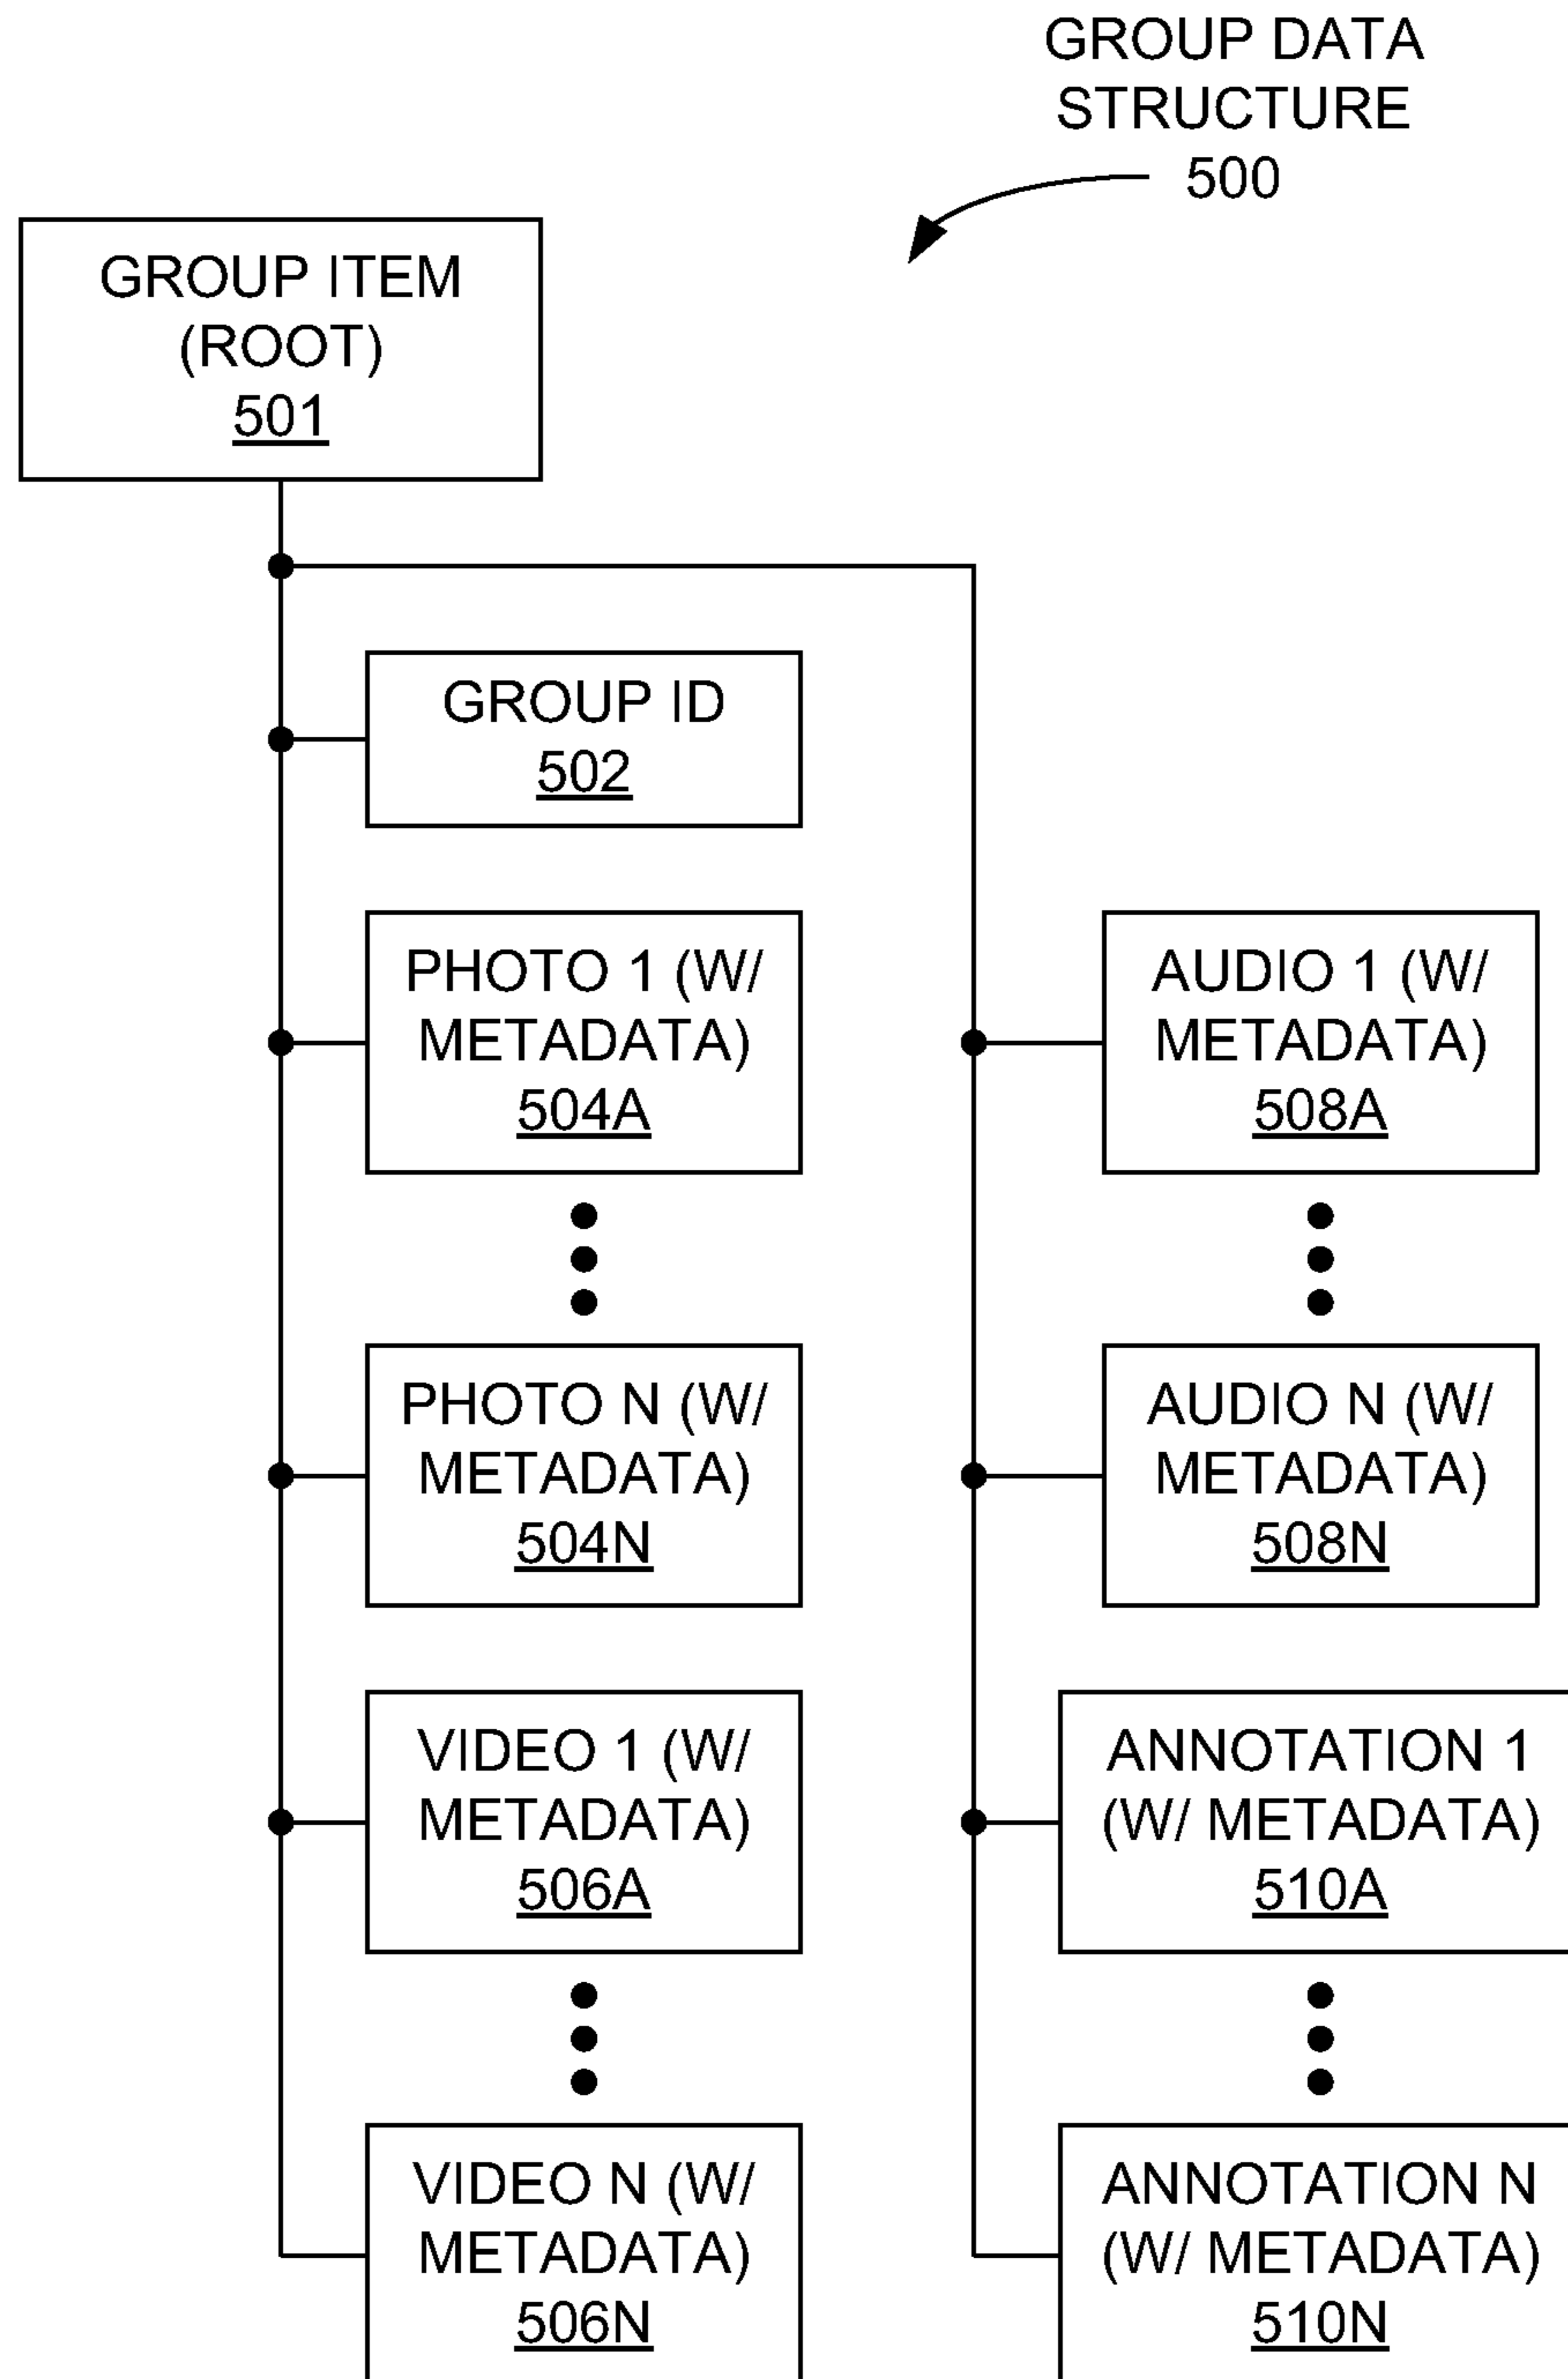 GROUP DATA
STRUCTURE
500
GROUP ITEM
(ROOT)
501
GROUP ID
502
PHOTO 1 (W/
METADATA)
504A
PHOTO N (W/
METADATA)
504N
VIDEO 1 (W/
METADATA)
506A
VIDEO N (W/
METADATA)
506N
AUDIO 1 (W/
METADATA)
508A
AUDIO N (W/
METADATA)
508N
ANNOTATION 1
(W/ METADATA)
510A
ANNOTATION N
(W/ METADATA)
510N